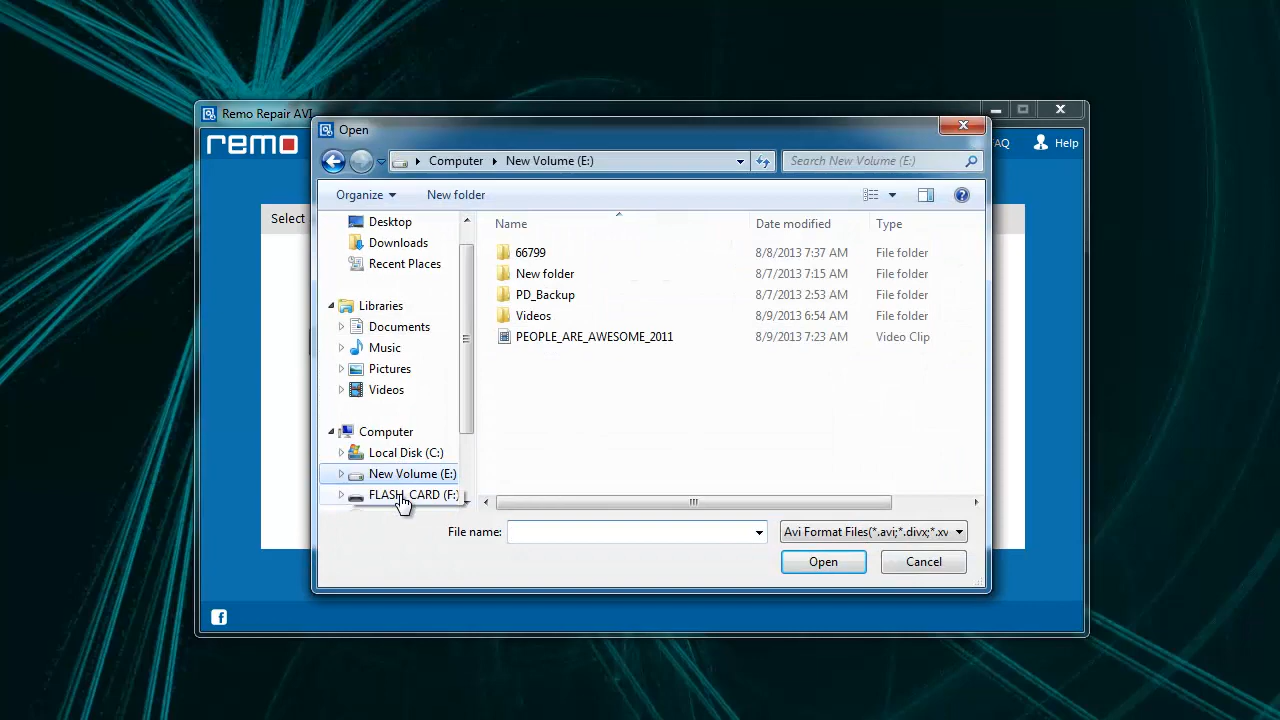 Remo Repair AVI
remo
AQ
Help
Select
Open
Computer
New Volume (E:)
Search New Volume (E:)
Organize
New folder
Desktop
Downloads
Recent Places
Libraries
Documents
Music
Pictures
Videos
Computer
Local Disk (C:)
New Volume (E:)
FLASH_CARD (F:)
Name
Date modified
Type
66799
8/8/2013 7:37 AM
File folder
New folder
8/7/2013 7:15 AM
File folder
PD_Backup
8/7/2013 2:53 AM
File folder
Videos
8/9/2013 6:54 AM
File folder
PEOPLE_ARE_AWESOME_2011
8/9/2013 7:23 AM
Video Clip
File name:
Avi Format Files(*.avi;*.divx;*.xv
Open
Cancel